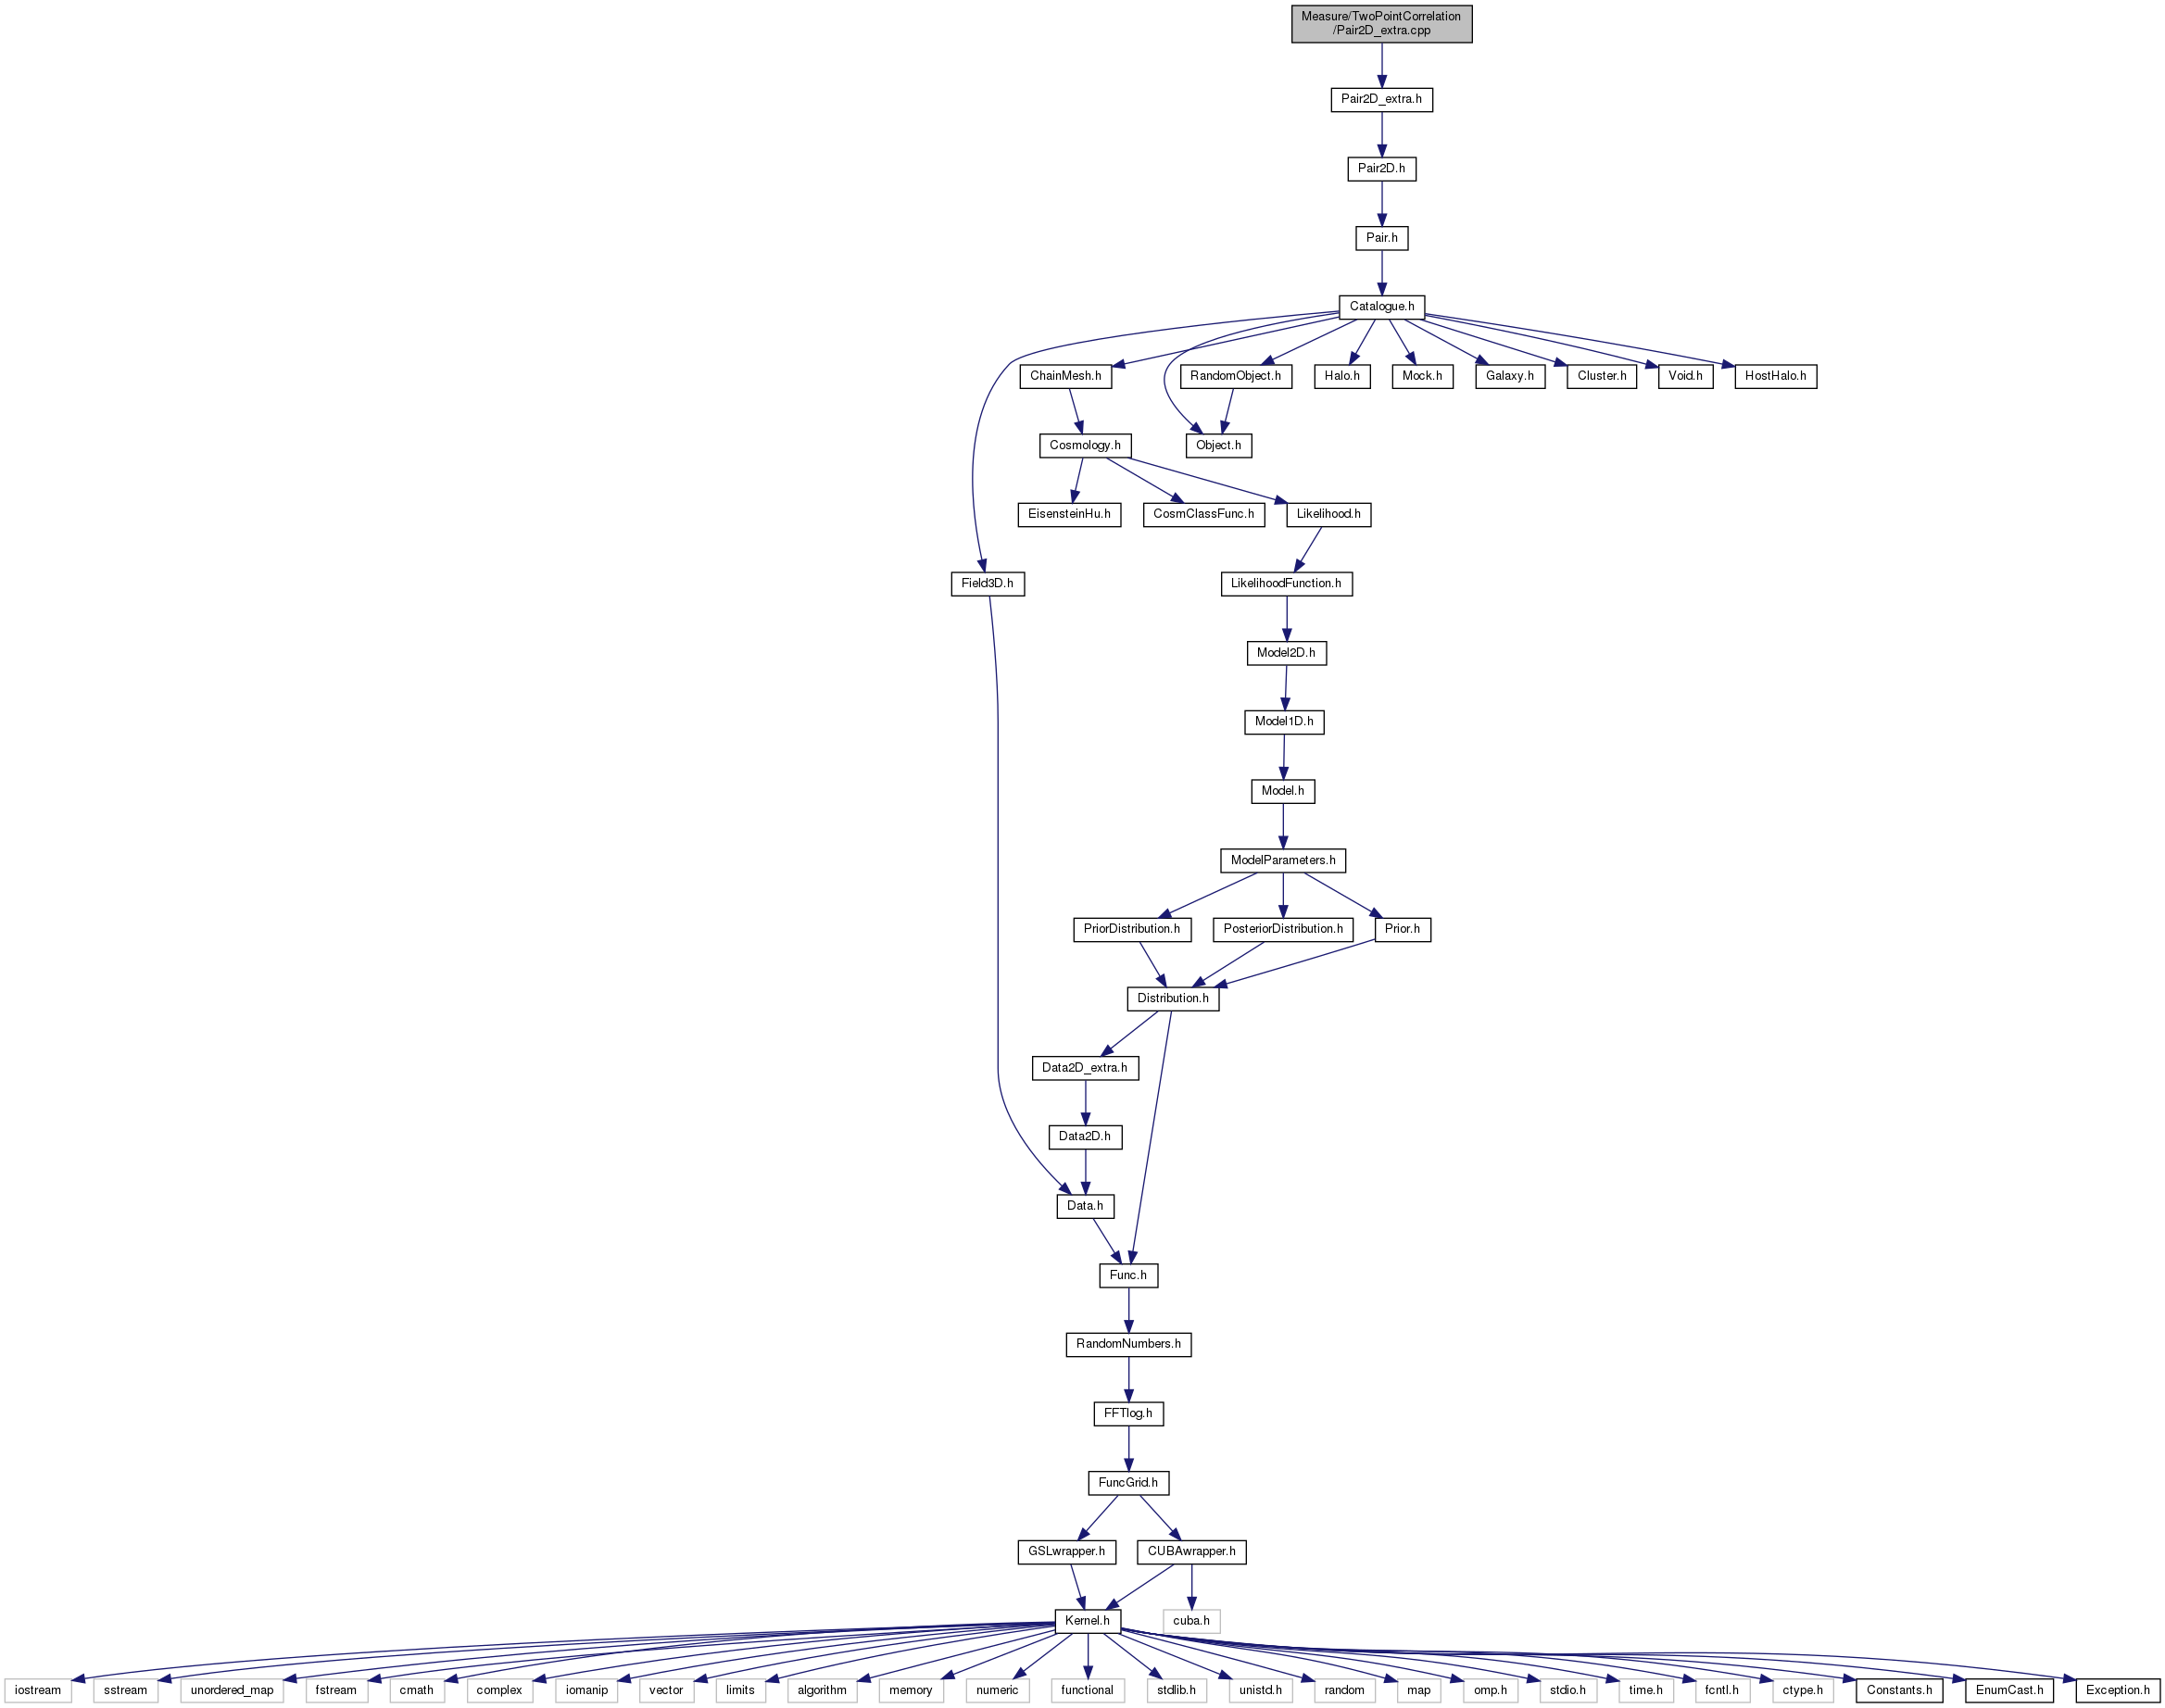 Measure/TwoPointCorrelation
/Pair2D_extra.cpp
Pair2D_extra.h
Pair2D.h
Pair.h
Catalogue.h
ChainMesh.h
RandomObject.h
Halo.h
Mock.h
Galaxy.h
Cluster.h
Void.h
HostHalo.h
Cosmology.h
Object.h
EisensteinHu.h
CosmClassFunc.h
Likelihood.h
Field3D.h
LikelihoodFunction.h
Model2D.h
Model1D.h
Model.h
ModelParameters.h
PriorDistribution.h
PosteriorDistribution.h
Prior.h
Distribution.h
Data2D_extra.h
Data2D.h
Data.h
Func.h
RandomNumbers.h
FFTlog.h
FuncGrid.h
GSLwrapper.h
CUBAwrapper.h
Kernel.h
cuba.h
iostream
sstream
unordered_map
fstream
cmath
complex
iomanip
vector
limits
algorithm
memory
numeric
functional
stdlib.h
unistd.h
random
map
omp.h
stdio.h
time.h
fcntl.h
ctype.h
Constants.h
EnumCast.h
Exception.h